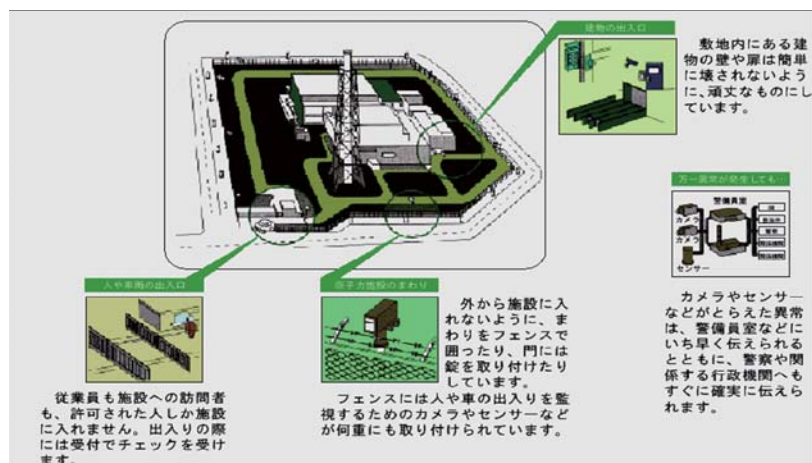 建物の出入口
敷地内にある建
物の壁や扉は簡単
に壊されないよう
に、頑丈なものにし
ています。
万一異常が発生しても…
警備員室
カメラ
カメラ
センサー
国
警察
関係機関
関係機関
カメラやセンサー
などがとらえた異常
は、警備員室などに
いち早く伝えられる
とともに、警察や関
係する行政機関へも
すぐに確実に伝えら
れます。
人や車両の出入口
従業員も施設への訪問者
も、許可された人しか施設
に入れません。出入りの際
には受付でチェックを受け
ます。
原子力施設のまわり
外から施設に入
れないように、ま
わりをフェンスで
囲ったり、門には
錠を取り付けたり
しています。
フェンスには人や車の出入りを監
視するためのカメラやセンサーなど
が何重にも取り付けられています。